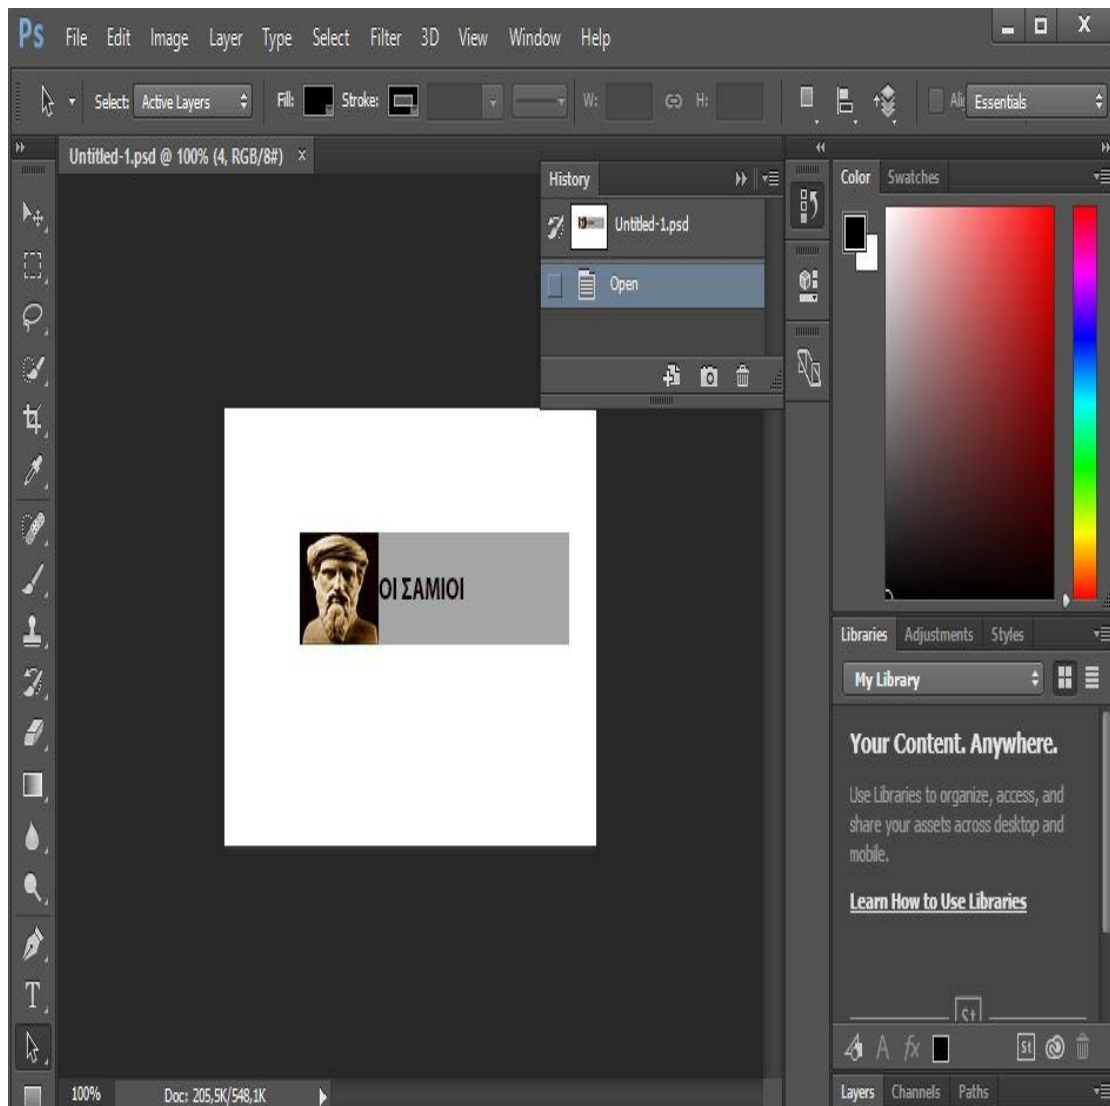 Ps File Edit Image Layer Type Select Filter 3D View Window Help
Select: Active Layers Fill: Stroke: W: H: Essentials
Untitled-1.psd @ 100% (4, RGB/8#) ×
History
Untitled-1.psd
Open
ΟΙ ΣΑΜΙΟΙ
Color Swatches
Libraries Adjustments Styles
My Library
Your Content. Anywhere.
Use Libraries to organize, access, and
share your assets across desktop and
mobile.
Learn How to Use Libraries
St
A fx St
Layers Channels Paths
T
100% Doc: 205,5K/548,1K